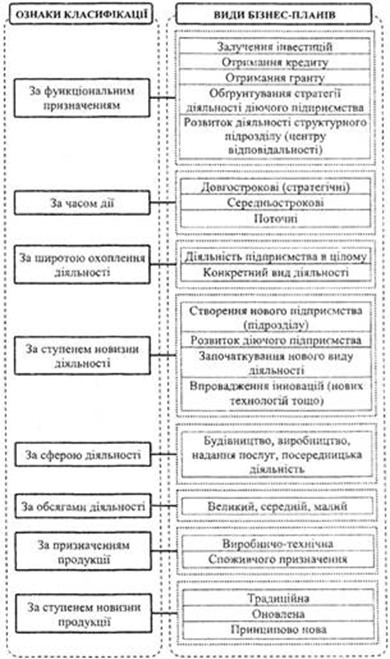 ОЗНАКИ КЛАСИФІКАЦІЇ
ВИДИ БІЗНЕС-ПЛАНІВ
За функціональним
призначенням
Залучення інвестицій
Отримання кредиту
Отримання гранту
Обґрунтування стратегії
діяльності діючого підприємства
Розвиток діяльності структурного
підрозділу (центру
відповідальності)
За часом дії
Довгострокові (стратегічні)
Середньострокові
Поточні
За широтою охоплення
діяльності
Діяльність підприємства в цілому
Конкретний вид діяльності
За ступенем новизни
діяльності
Створення нового підприємства
(підрозділу)
Розвиток діючого підприємства
Започаткування нового виду
діяльності
Впровадження інновацій (нових
технологій тощо)
За сферою діяльності
Будівництво, виробництво,
надання послуг, посередницька
діяльність
За обсягами діяльності
Великий, середній, малий
За призначенням
продукції
Виробничо-технічна
Споживчого призначення
За ступенем новизни
продукції
Традиційна
Оновлена
Принципово нова